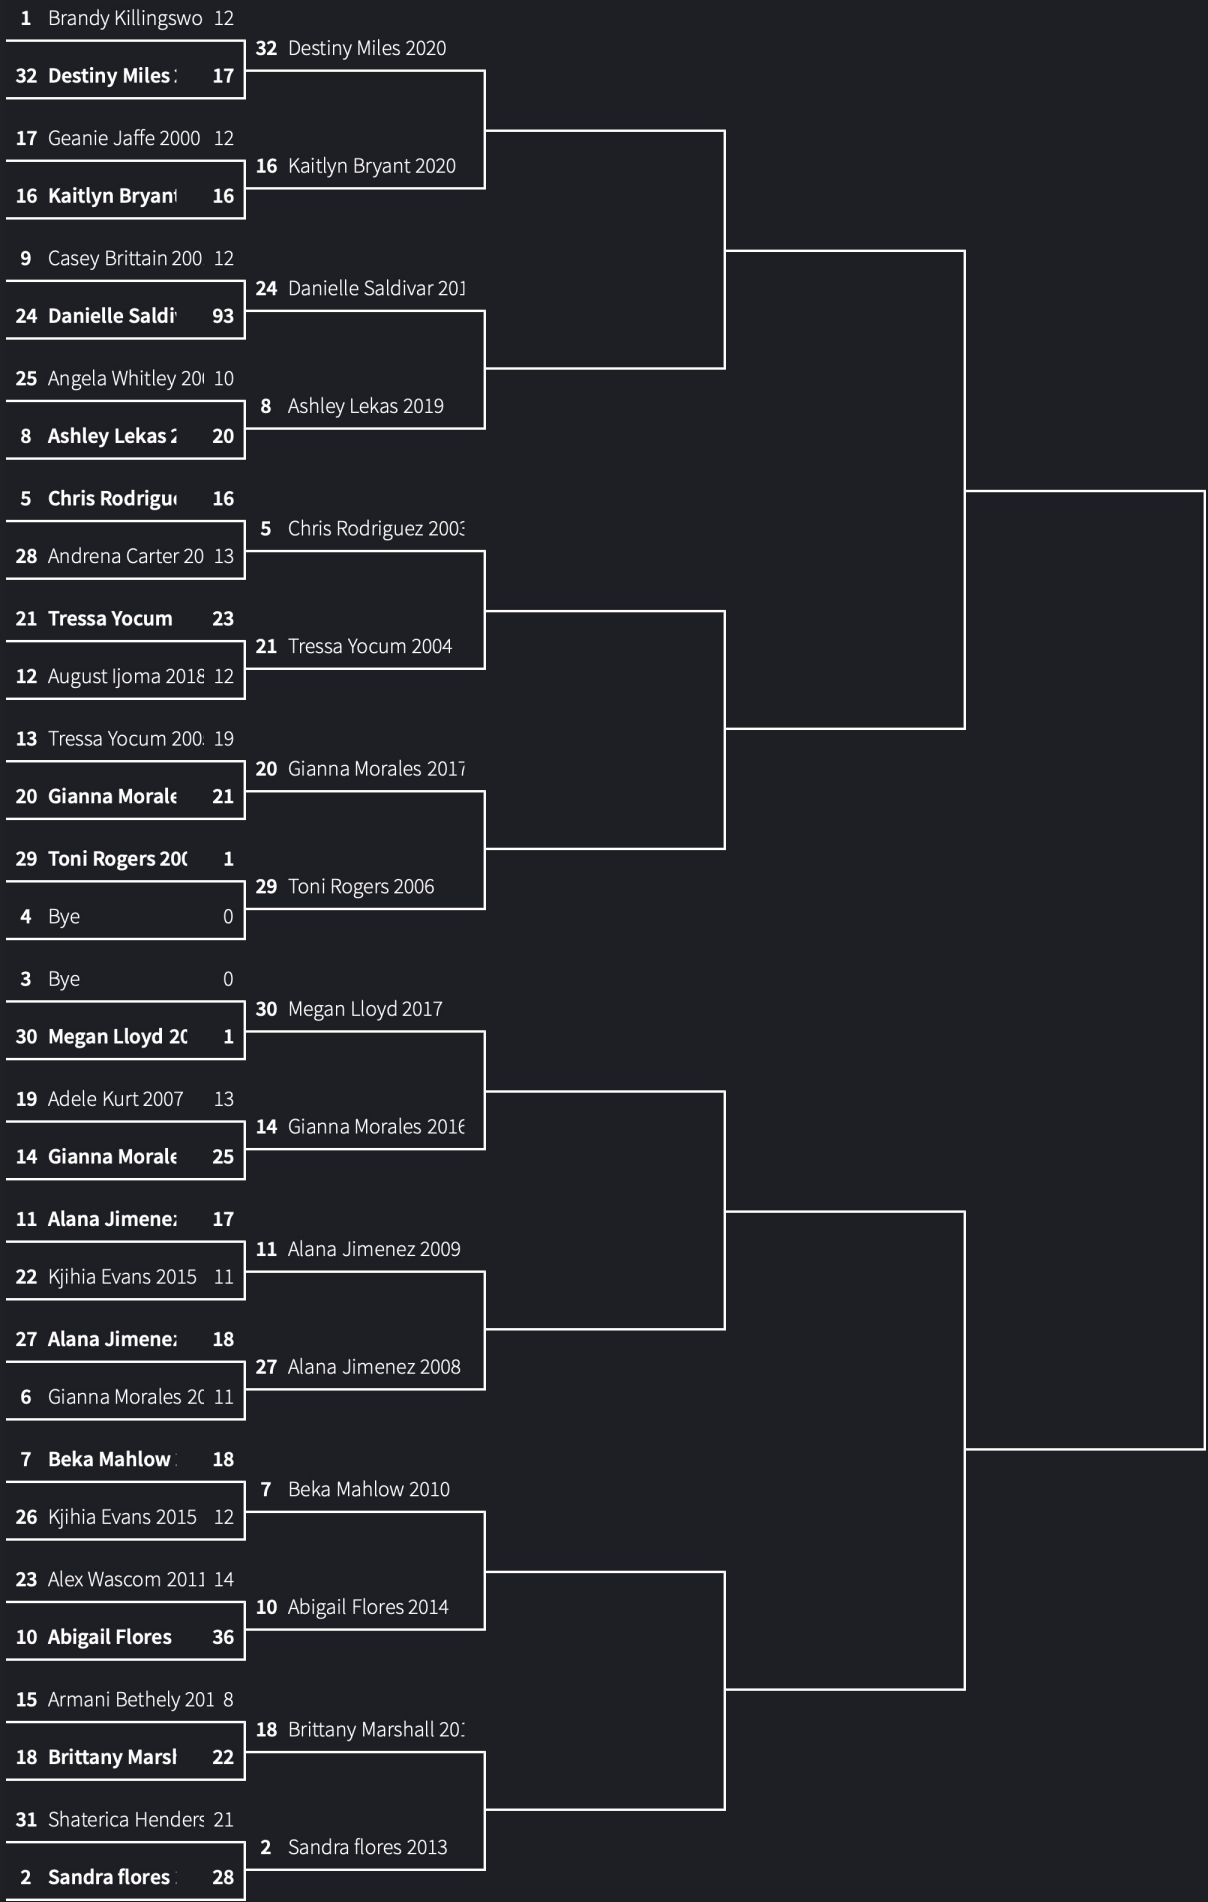 1 Brandy Killingswo 12
32 Destiny Miles 17
17 Geanie Jaffe 2000 12
16 Kaitlyn Bryant 16
9 Casey Brittain 200 12
24 Danielle Saldi 93
25 Angela Whitley 20 10
8 Ashley Lekas 2 20
5 Chris Rodrigu 16
28 Andrena Carter 20 13
21 Tressa Yocum 23
12 August Ijoma 2018 12
13 Tressa Yocum 200 19
20 Gianna Morale 21
29 Toni Rogers 200 1
4 Bye 0
3 Bye 0
30 Megan Lloyd 20 1
19 Adele Kurt 2007 13
14 Gianna Morale 25
11 Alana Jimenez 17
22 Kjihia Evans 2015 11
27 Alana Jimenez 18
6 Gianna Morales 20 11
7 Beka Mahlow 18
26 Kjihia Evans 2015 12
23 Alex Wascom 2011 14
10 Abigail Flores 36
15 Armani Bethely 201 8
18 Brittany Marsh 22
31 Shaterica Henders 21
2 Sandra flores 28
32 Destiny Miles 2020
16 Kaitlyn Bryant 2020
24 Danielle Saldivar 201
8 Ashley Lekas 2019
5 Chris Rodriguez 2003
21 Tressa Yocum 2004
20 Gianna Morales 2017
29 Toni Rogers 2006
30 Megan Lloyd 2017
14 Gianna Morales 2016
11 Alana Jimenez 2009
27 Alana Jimenez 2008
7 Beka Mahlow 2010
10 Abigail Flores 2014
18 Brittany Marshall 20
2 Sandra flores 2013